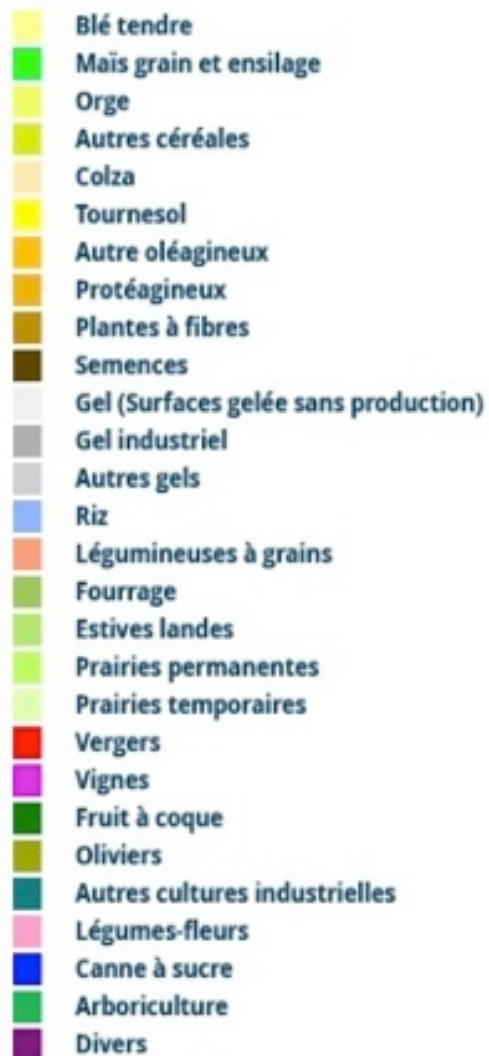 Blé tendre
Maïs grain et ensilage
Orge
Autres céréales
Colza
Tournesol
Autre oléagineux
Protéagineux
Plantes à fibres
Semences
Gel (Surfaces gelée sans production)
Gel industriel
Autres gels
Riz
Légumineuses à grains
Fourrage
Estives landes
Prairies permanentes
Prairies temporaires
Vergers
Vignes
Fruit à coque
Oliviers
Autres cultures industrielles
Légumes-fleurs
Canne à sucre
Arboriculture
Divers